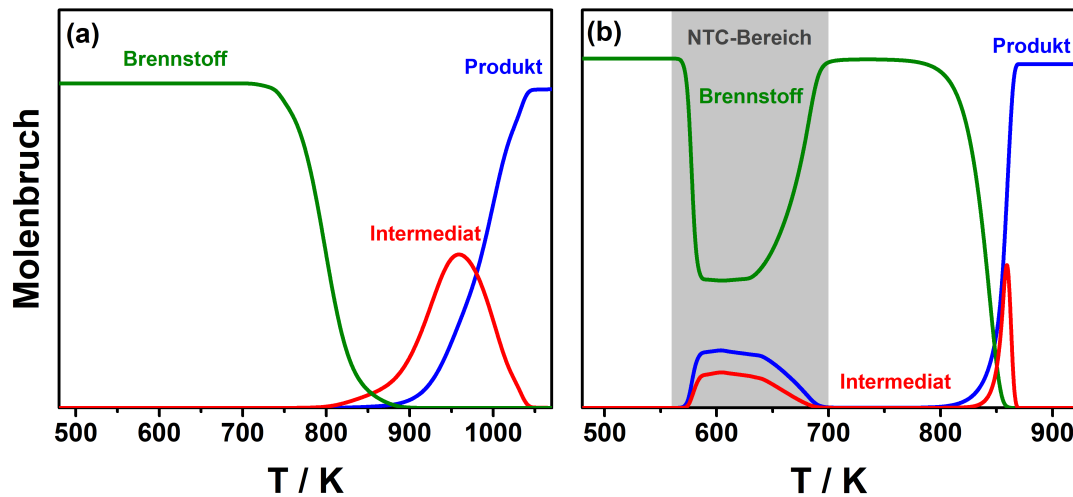 Molenbruch
(a)
Brennstoff
Produkt
Intermediat
500 600 700 800 900 1000
T / K
(b)
NTC-Bereich
Produkt
Brennstoff
Intermediat
500 600 700 800 900
T / K